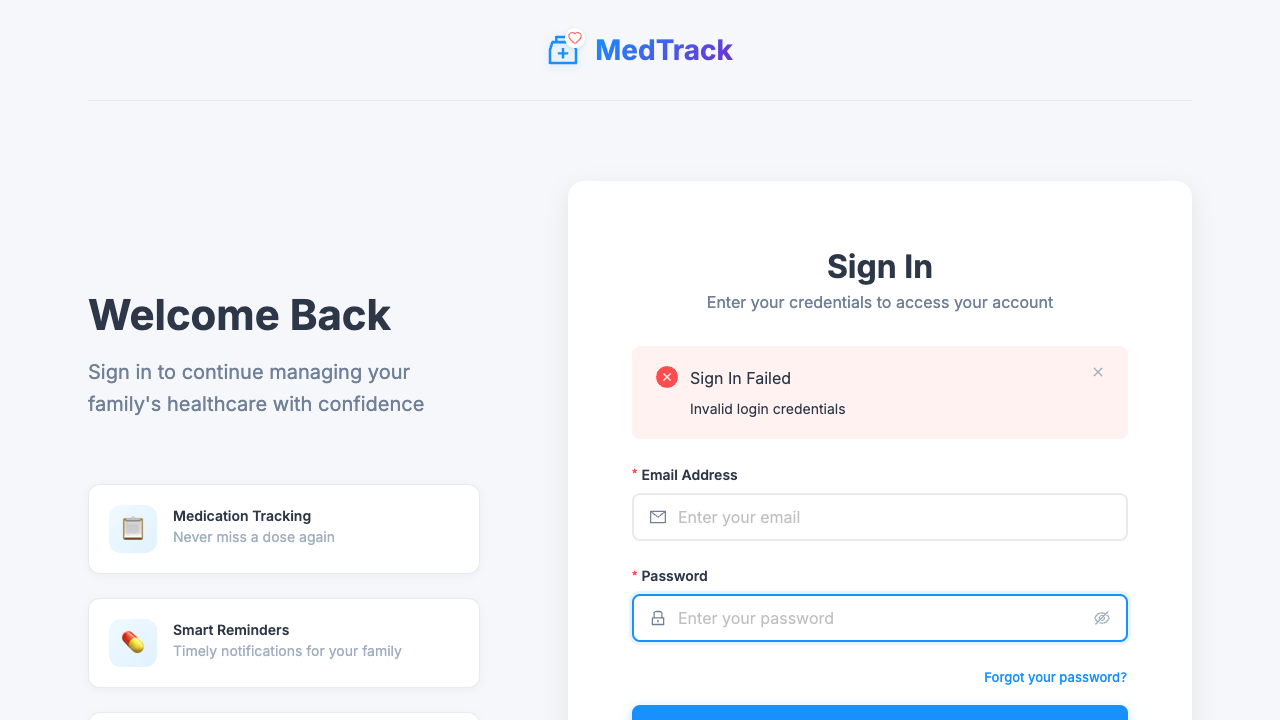 MedTrack
Welcome Back
Sign in to continue managing your
family's healthcare with confidence
Medication Tracking
Never miss a dose again
Smart Reminders
Timely notifications for your family
Sign In
Enter your credentials to access your account
Sign In Failed
Invalid login credentials
* Email Address
Enter your email
* Password
Enter your password
Forgot your password?